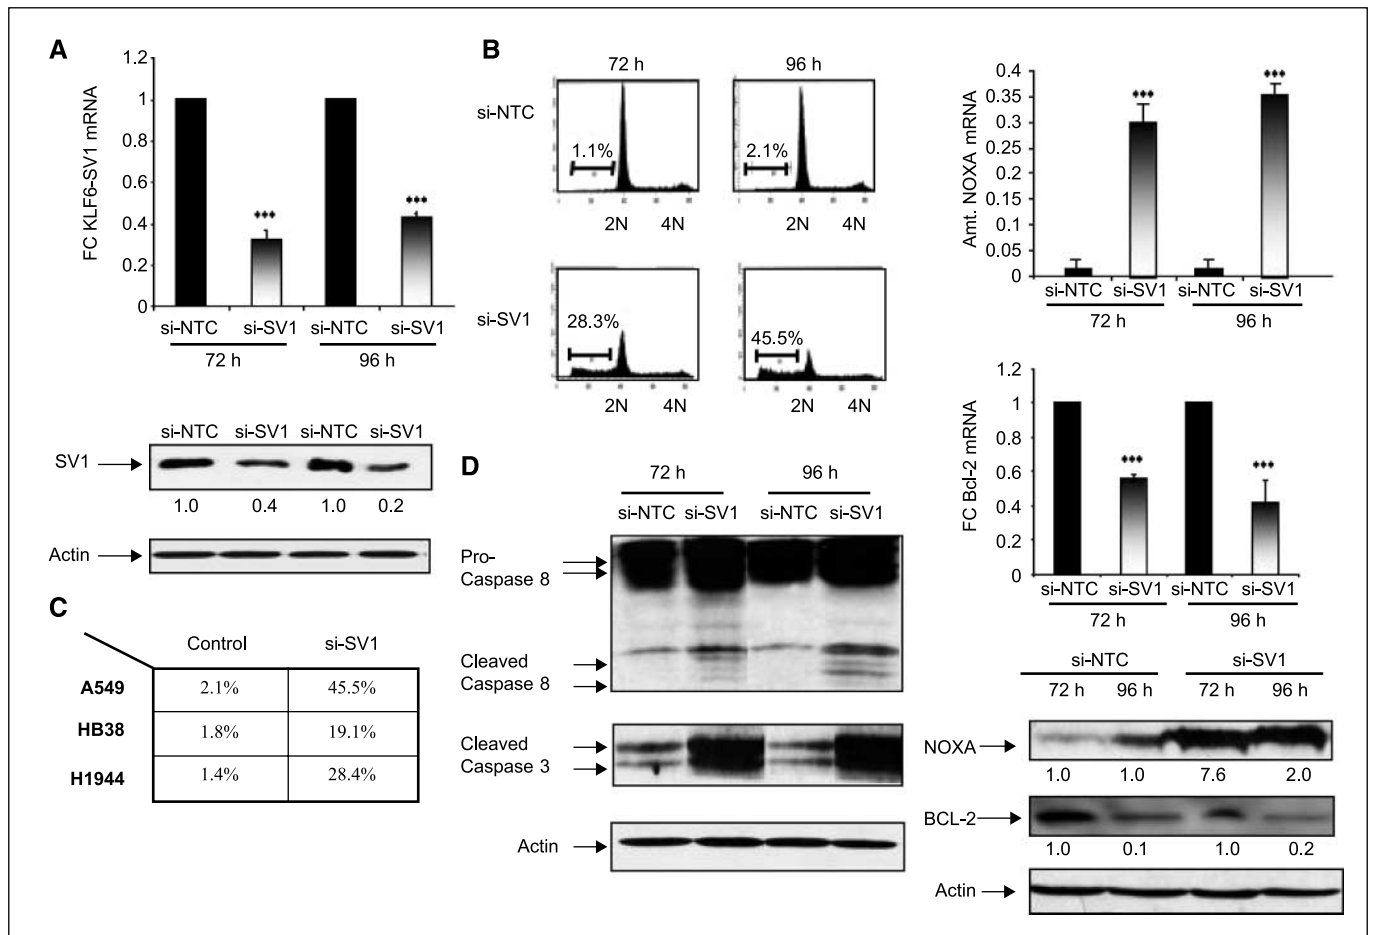 A
FC KLF6-SV1 mRNA
1.2
1
0.8
0.6
0.4
0.2
0
***
***
si-NTC si-SV1 si-NTC si-SV1
72 h 96 h
si-NTC si-SV1 si-NTC si-SV1
SV1
1.0 0.4 1.0 0.2
Actin
B
72 h 96 h
si-NTC
1.1% 2.1%
2N 4N 2N 4N
si-SV1
28.3% 45.5%
2N 4N 2N 4N
C
Control si-SV1
A549 2.1% 45.5%
HB38 1.8% 19.1%
H1944 1.4% 28.4%
D
72 h 96 h
si-NTC si-SV1 si-NTC si-SV1
Pro-
Caspase 8
Cleaved
Caspase 8
Cleaved
Caspase 3
Actin
Amt. NOXA mRNA
0.4
0.35
0.3
0.25
0.2
0.15
0.1
0.05
0
***
***
si-NTC si-SV1 si-NTC si-SV1
72 h 96 h
FC Bcl-2 mRNA
1.2
1
0.8
0.6
0.4
0.2
0
***
***
si-NTC si-SV1 si-NTC si-SV1
72 h 96 h
si-NTC si-SV1
72 h 96 h 72 h 96 h
NOXA
1.0 1.0 7.6 2.0
BCL-2
1.0 0.1 1.0 0.2
Actin